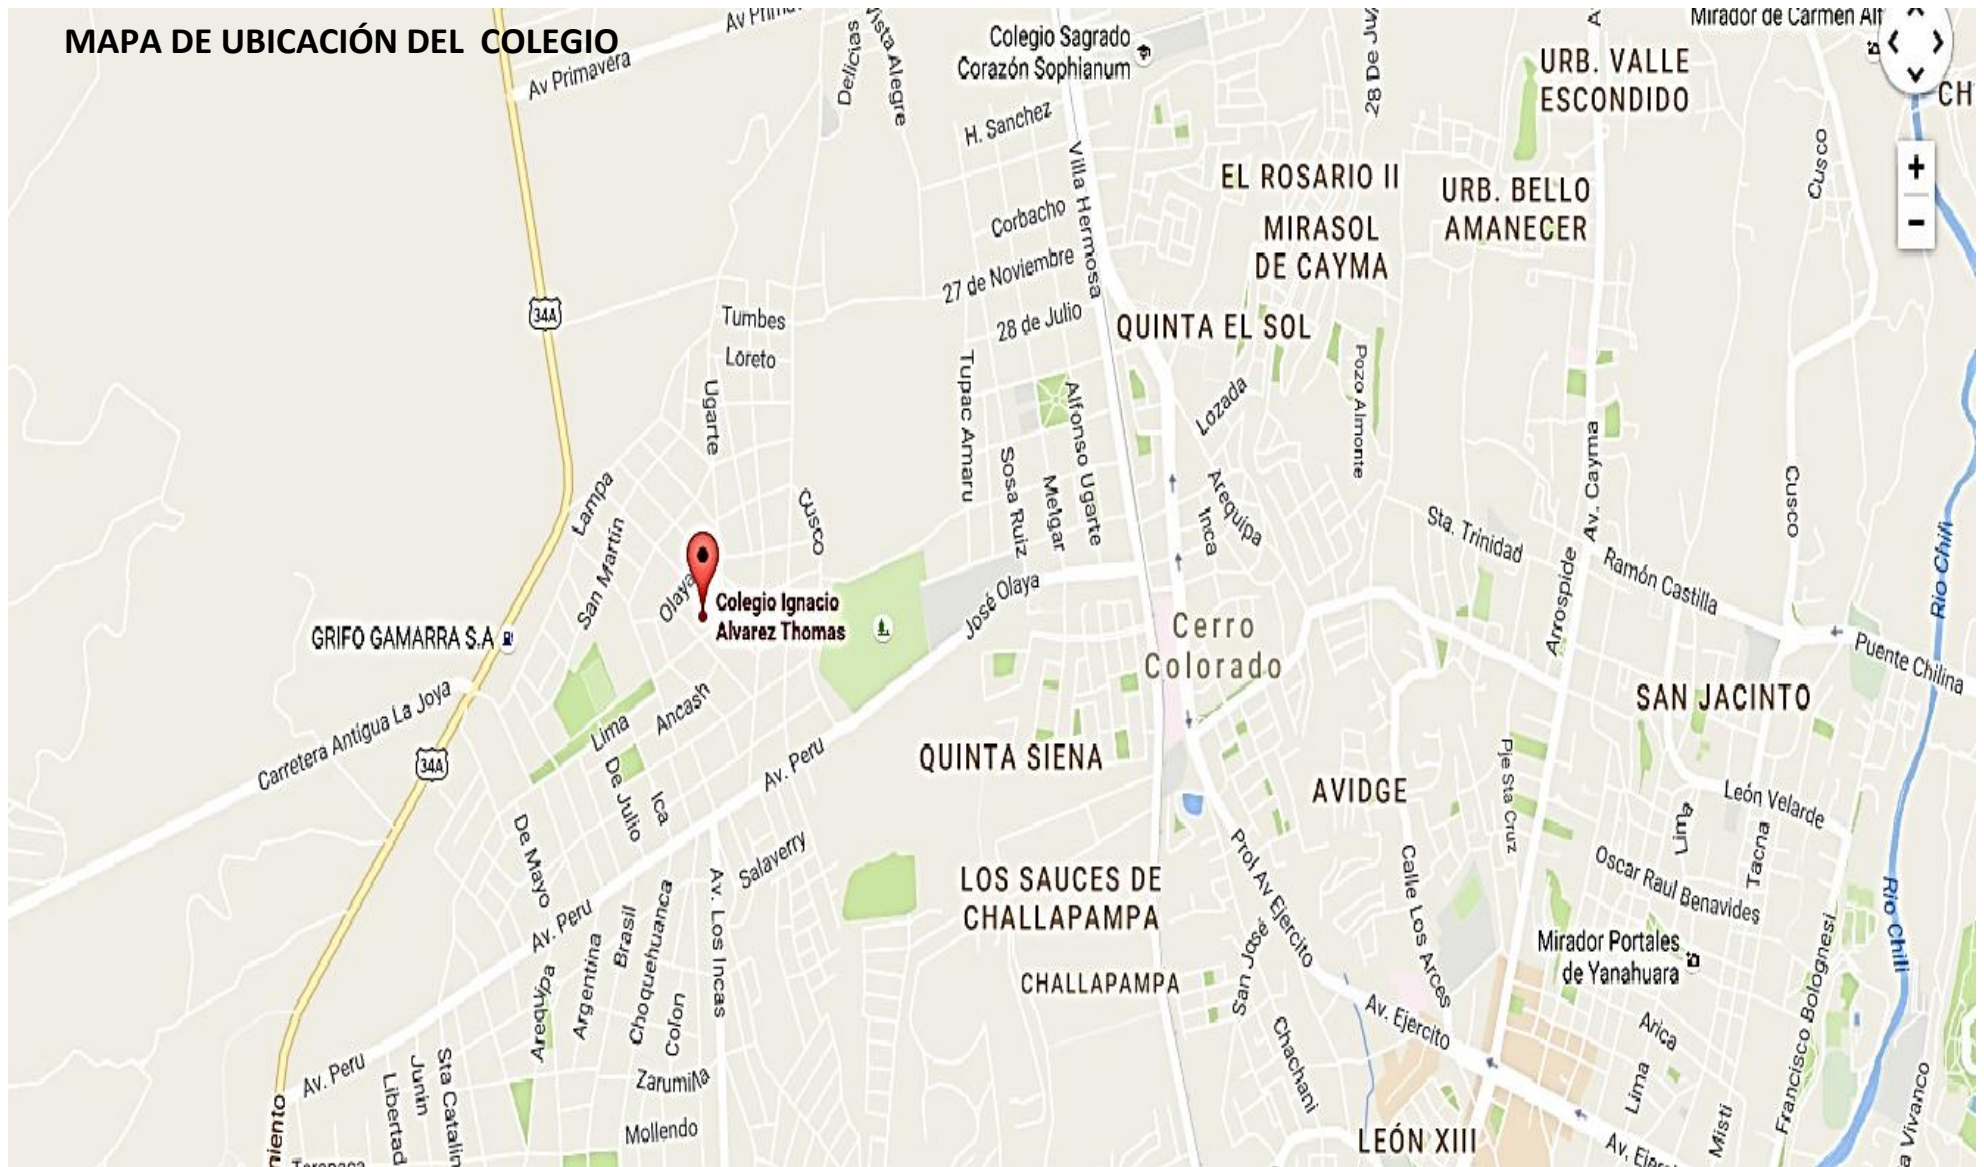 MAPA DE UBICACIÓN DEL COLEGIO
Av Primavera
Delicias
Vista Alegre
Colegio Sagrado
Corazón Sophianum
28 De
Mirador de Carmen
URB. VALLE
ESCONDIDO
CH
H. Sanchez
Villa Hermosa
Cusco
+
−
EL ROSARIO II
URB. BELLO
AMANECER
Corbacho
MIRASOL
DE CAYMA
27 de Noviembre
34A
Tumbes
28 de Julio
QUINTA EL SOL
Loreto
Ugarte
Tupac Amaru
Alfonso Ugarte
Lozada
Pozo Almonte
Sosa Ruiz
Melgar
Arequipa
Inca
Av. Cayma
Cusco
Lampa
San Martin
Cusco
Sta. Trinidad
Arrospide
Ramón Castilla
Rio Chili
Olaya
Colegio Ignacio
Alvarez Thomas
José Olaya
GRIFO GAMARRA S.A
Cerro
Colorado
Puente Chilina
SAN JACINTO
Carretera Antigua La Joya
Lima
Ancash
34A
Av. Peru
QUINTA SIENA
AVIDGE
Pje Sta Cruz
De Julio
Ica
León Velarde
Lima
Tacna
De Mayo
Salaverry
Prol Av Ejercito
Calle Los Arces
Oscar Raul Benavides
LOS SAUCES DE
CHALLAPAMPA
Av. Peru
Brasil
Choquehuanca
Av. Los Incas
Argentina
Arequipa
Colon
San Jose
Mirador Portales
de Yanahuara
Francisco Bolognesi
Rio Chili
CHALLAPAMPA
Av. Ejercito
Arica
Chachani
Av. Peru
Zarumilla
Sta Catalin
Junin
Libertad
Mollendo
Lima
Misti
Vivanco
LEÓN XIII